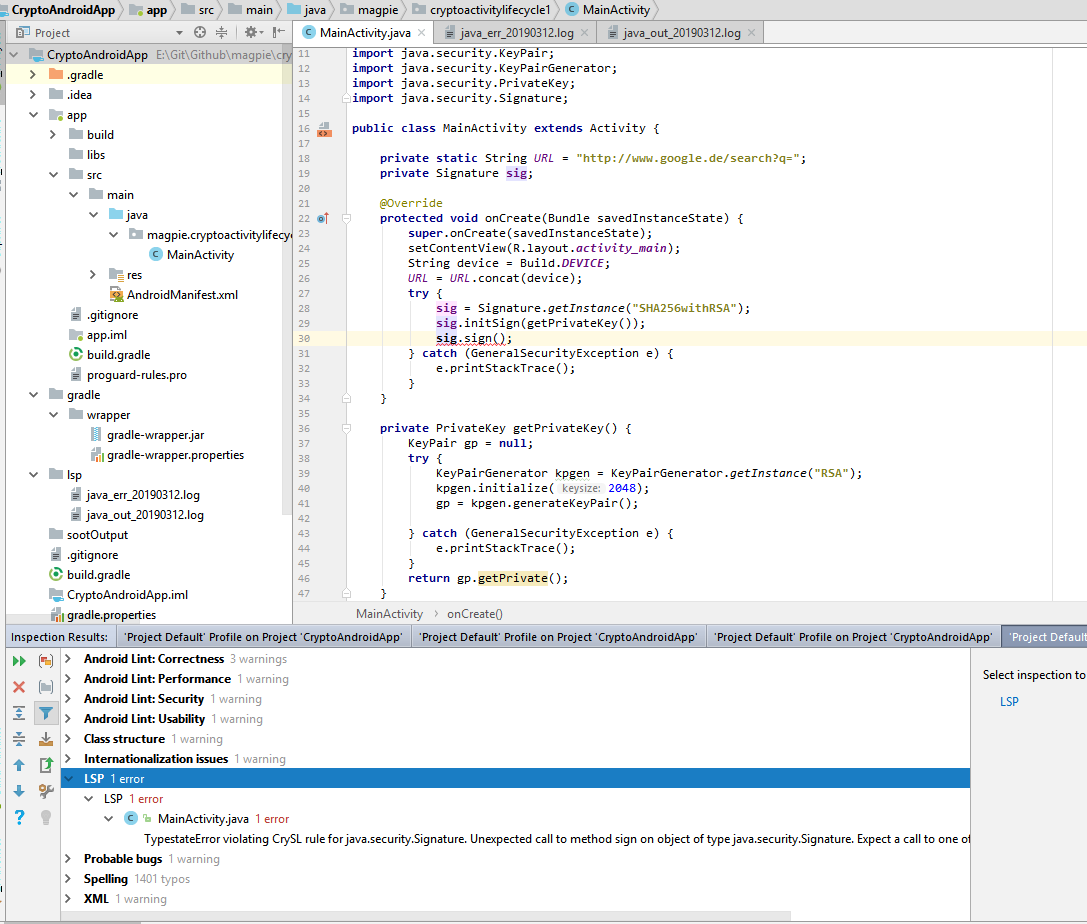 CryptoAndroidApp app src main java magpie cryptoactivitylifecycle1 MainActivity
Project
MainActivity.java java_err_20190312.log java_out_20190312.log
CryptoAndroidApp E:\Git\Github\magpie\cry
.gradle
.idea
app
build
libs
src
main
java
magpie.cryptoactivitylifecy
MainActivity
res
AndroidManifest.xml
.gitignore
app.iml
build.gradle
proguard-rules.pro
gradle
wrapper
gradle-wrapper.jar
gradle-wrapper.properties
lsp
java_err_20190312.log
java_out_20190312.log
sootOutput
.gitignore
build.gradle
CryptoAndroidApp.iml
gradle.properties
11 import java.security.KeyPair;
12 import java.security.KeyPairGenerator;
13 import java.security.PrivateKey;
14 import java.security.Signature;
15
16 public class MainActivity extends Activity {
17
18 private static String URL = "http://www.google.de/search?q=";
19 private Signature sig;
20
21 @Override
22 protected void onCreate(Bundle savedInstanceState) {
23 super.onCreate(savedInstanceState);
24 setContentView(R.layout.activity_main);
25 String device = Build.DEVICE;
26 URL = URL.concat(device);
27 try {
28 sig = Signature.getInstance("SHA256withRSA");
29 sig.initSign(getPrivateKey());
30 sig.sign();
31 } catch (GeneralSecurityException e) {
32 e.printStackTrace();
33 }
34 }
35
36 private PrivateKey getPrivateKey() {
37 KeyPair gp = null;
38 try {
39 KeyPairGenerator kpgen = KeyPairGenerator.getInstance("RSA");
40 kpgen.initialize( keysize: 2048);
41 gp = kpgen.generateKeyPair();
42
43 } catch (GeneralSecurityException e) {
44 e.printStackTrace();
45 }
46 return gp.getPrivate();
47 }
MainActivity › onCreate()
Inspection Results: 'Project Default' Profile on Project 'CryptoAndroidApp' 'Project Default' Profile on Project 'CryptoAndroidApp' 'Project Default' Profile on Project 'CryptoAndroidApp' 'Project Default
Android Lint: Correctness 3 warnings
Android Lint: Performance 1 warning
Android Lint: Security 1 warning
Android Lint: Usability 1 warning
Class structure 1 warning
Internationalization issues 1 warning
LSP 1 error
LSP 1 error
MainActivity.java 1 error
TypestateError violating CrySL rule for java.security.Signature. Unexpected call to method sign on object of type java.security.Signature. Expect a call to one of
Probable bugs 1 warning
Spelling 1401 typos
XML 1 warning
Select inspection to
LSP